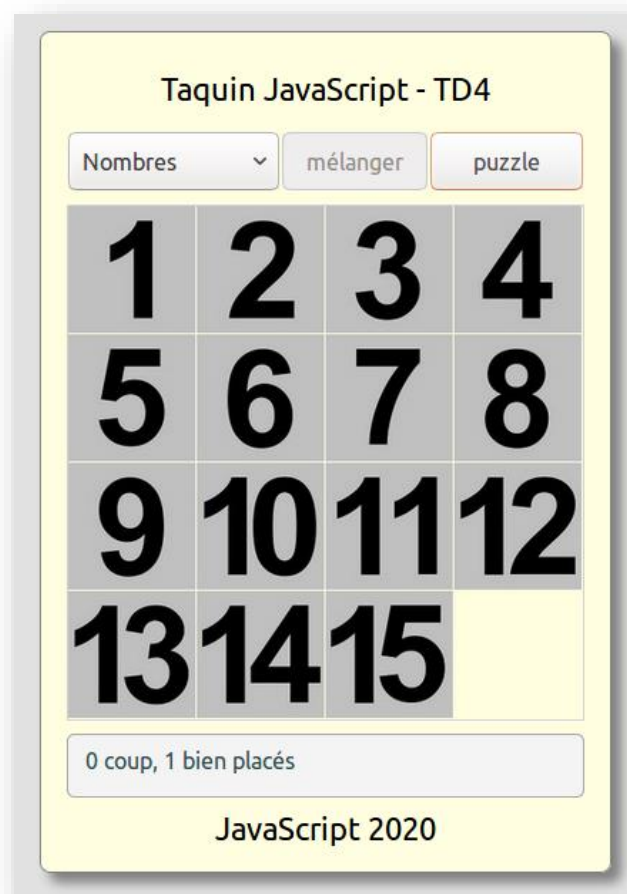 Taquin JavaScript - TD4
Nombres mélanger puzzle
1 2 3 4
5 6 7 8
9 10 11 12
13 14 15
0 coup, 1 bien placés
JavaScript 2020